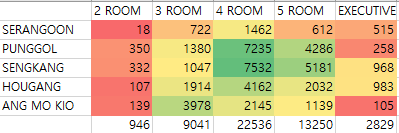 2 ROOM 3 ROOM 4 ROOM 5 ROOM EXECUTIVE
SERANGOON 18 722 1462 612 515
PUNGGOL 350 1380 7235 4286 258
SENGKANG 332 1047 7532 5181 968
HOUGANG 107 1914 4162 2032 983
ANG MO KIO 139 3978 2145 1139 105
946 9041 22536 13250 2829